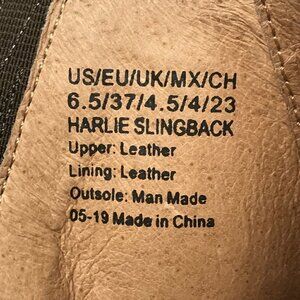 US/EU/UK/MX/CH
6.5/37/4.5/4/23
HARLIE SLINGBACK
Upper: Leather
Lining: Leather
Outsole: Man Made
05-19 Made in China